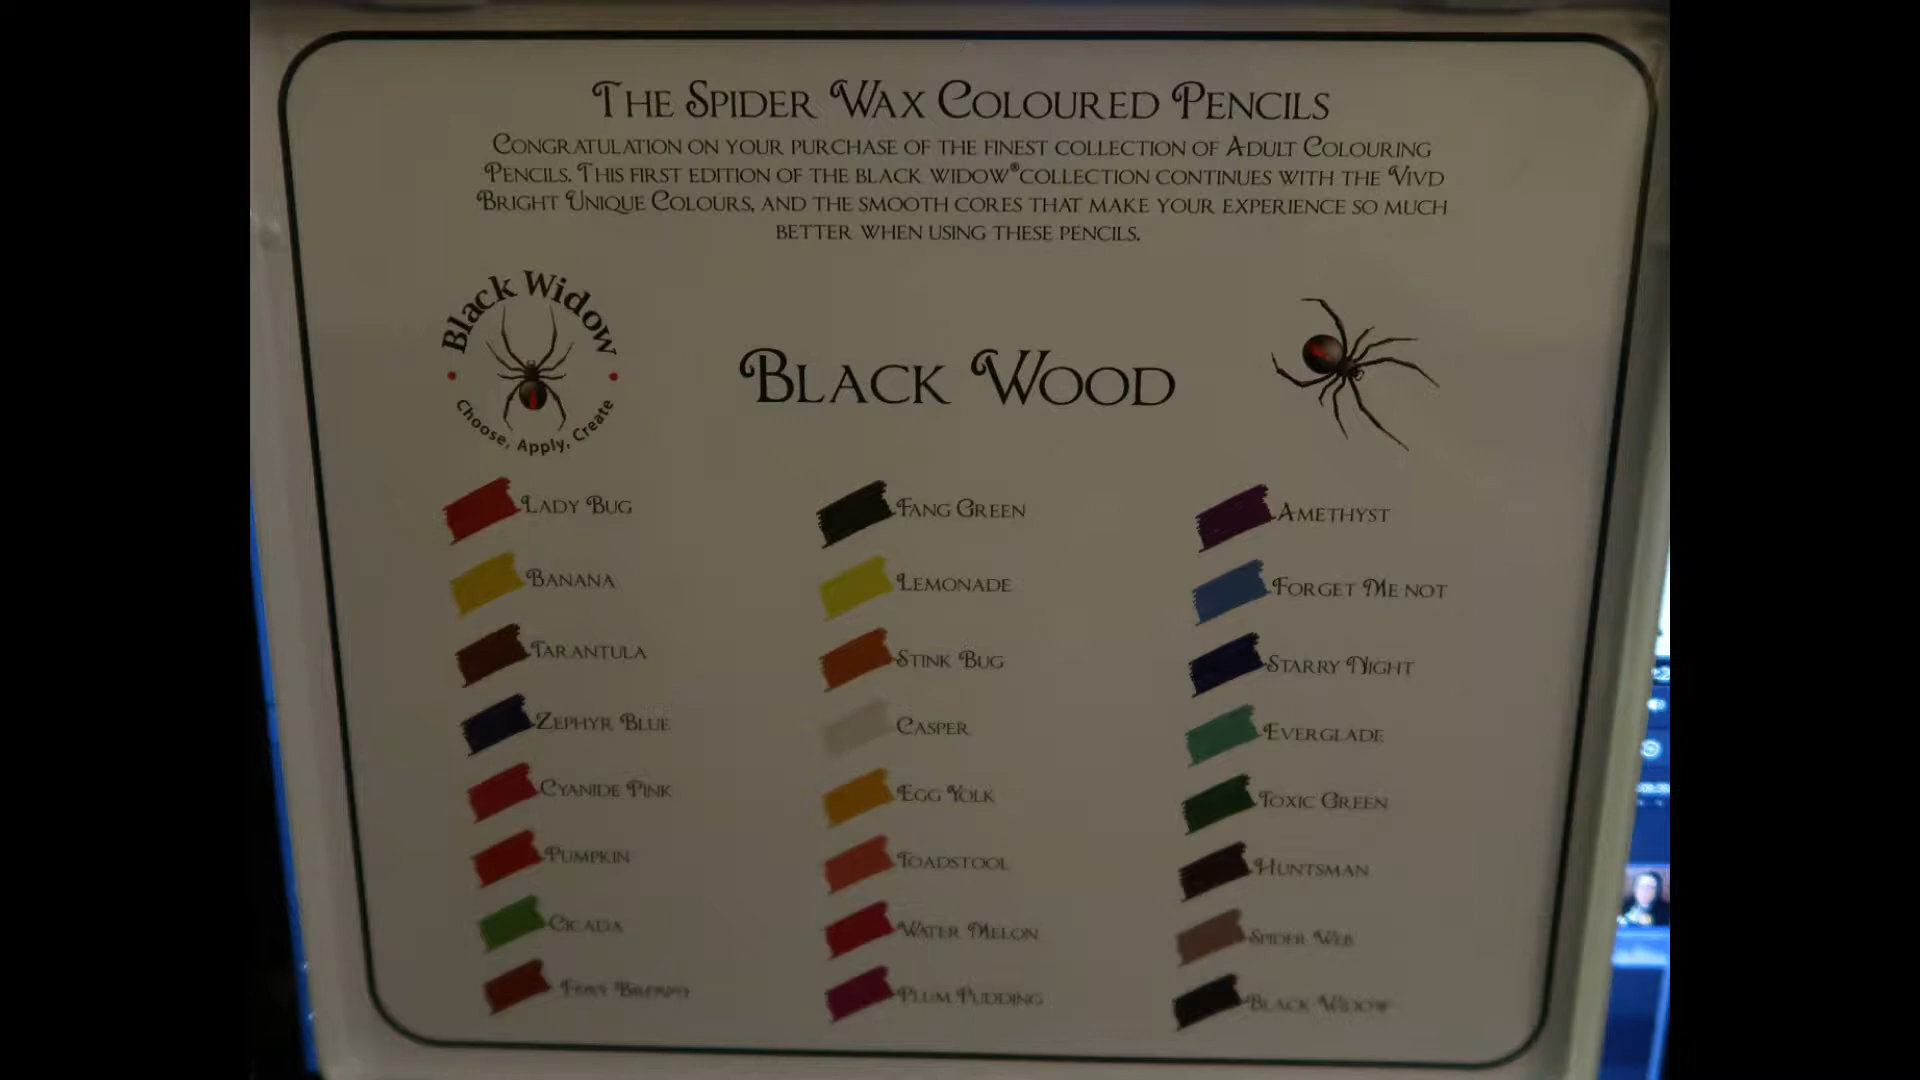 The Spider Wax Coloured Pencils
Congratulation on your purchase of the finest collection of Adult Colouring
Pencils. This first edition of the black widow® collection continues with the Vivd
Bright Unique Colours, and the smooth cores that make your experience so much
better when using these pencils.
Black Widow
Choose, Apply, Create
Black Wood
Lady Bug
Fang Green
Amethyst
Banana
Lemonade
Forget Me not
Tarantula
Stink Bug
Starry Night
Zephyr Blue
Casper
Everglade
Cyanide Pink
Egg Yolk
Toxic Green
Pumpkin
Toadstool
Huntsman
Cicada
Water Melon
Spider Web
Plum Pudding
Black Widow